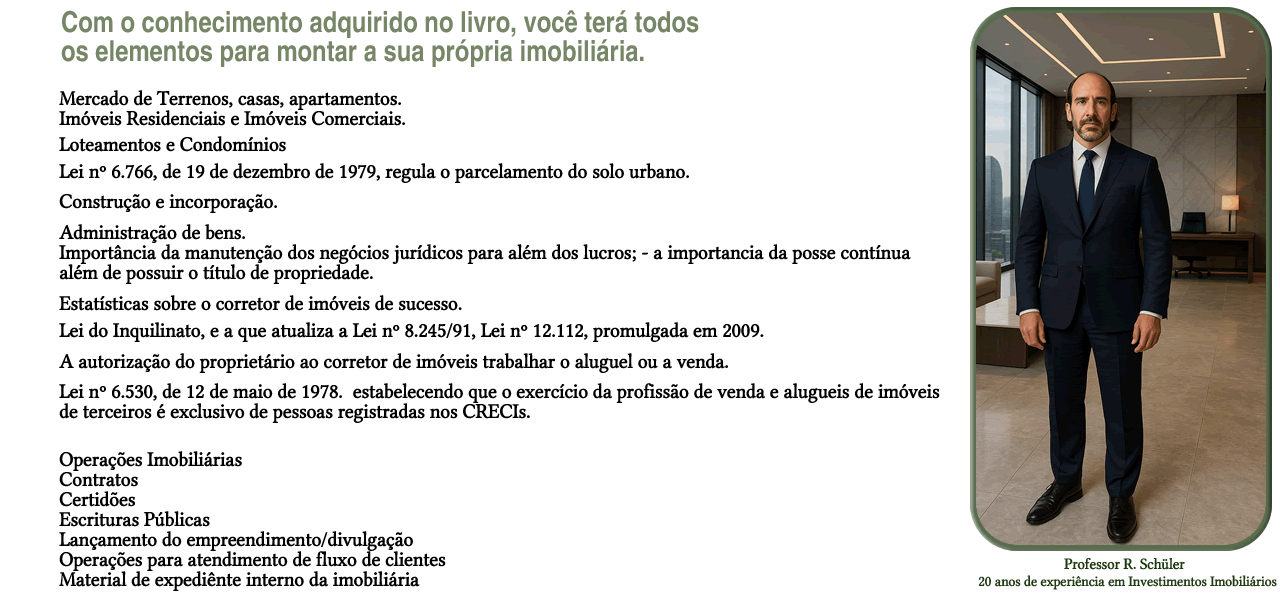 Com o conhecimento adquirido no livro, você terá todos
os elementos para montar a sua própria imobiliária.
Mercado de Terrenos, casas, apartamentos.
Imóveis Residenciais e Imóveis Comerciais.
Loteamentos e Condomínios
Lei nº 6.766, de 19 de dezembro de 1979, regula o parcelamento do solo urbano.
Construção e incorporação.
Administração de bens.
Importância da manutenção dos negócios jurídicos para além dos lucros; - a importancia da posse contínua
além de possuir o título de propriedade.
Estatísticas sobre o corretor de imóveis de sucesso.
Lei do Inquilinato, e a que atualiza a Lei nº 8.245/91, Lei nº 12.112, promulgada em 2009.
A autorização do proprietário ao corretor de imóveis trabalhar o aluguel ou a venda.
Lei nº 6.530, de 12 de maio de 1978.  estabelecendo que o exercício da profissão de venda e alugueis de imóveis
de terceiros é exclusivo de pessoas registradas nos CRECIs.
Operações Imobiliárias
Contratos
Certidões
Escrituras Públicas
Lançamento do empreendimento/divulgação
Operações para atendimento de fluxo de clientes
Material de expediênte interno da imobiliária
Professor R. Schüler
20 anos de experiência em Investimentos Imobiliários